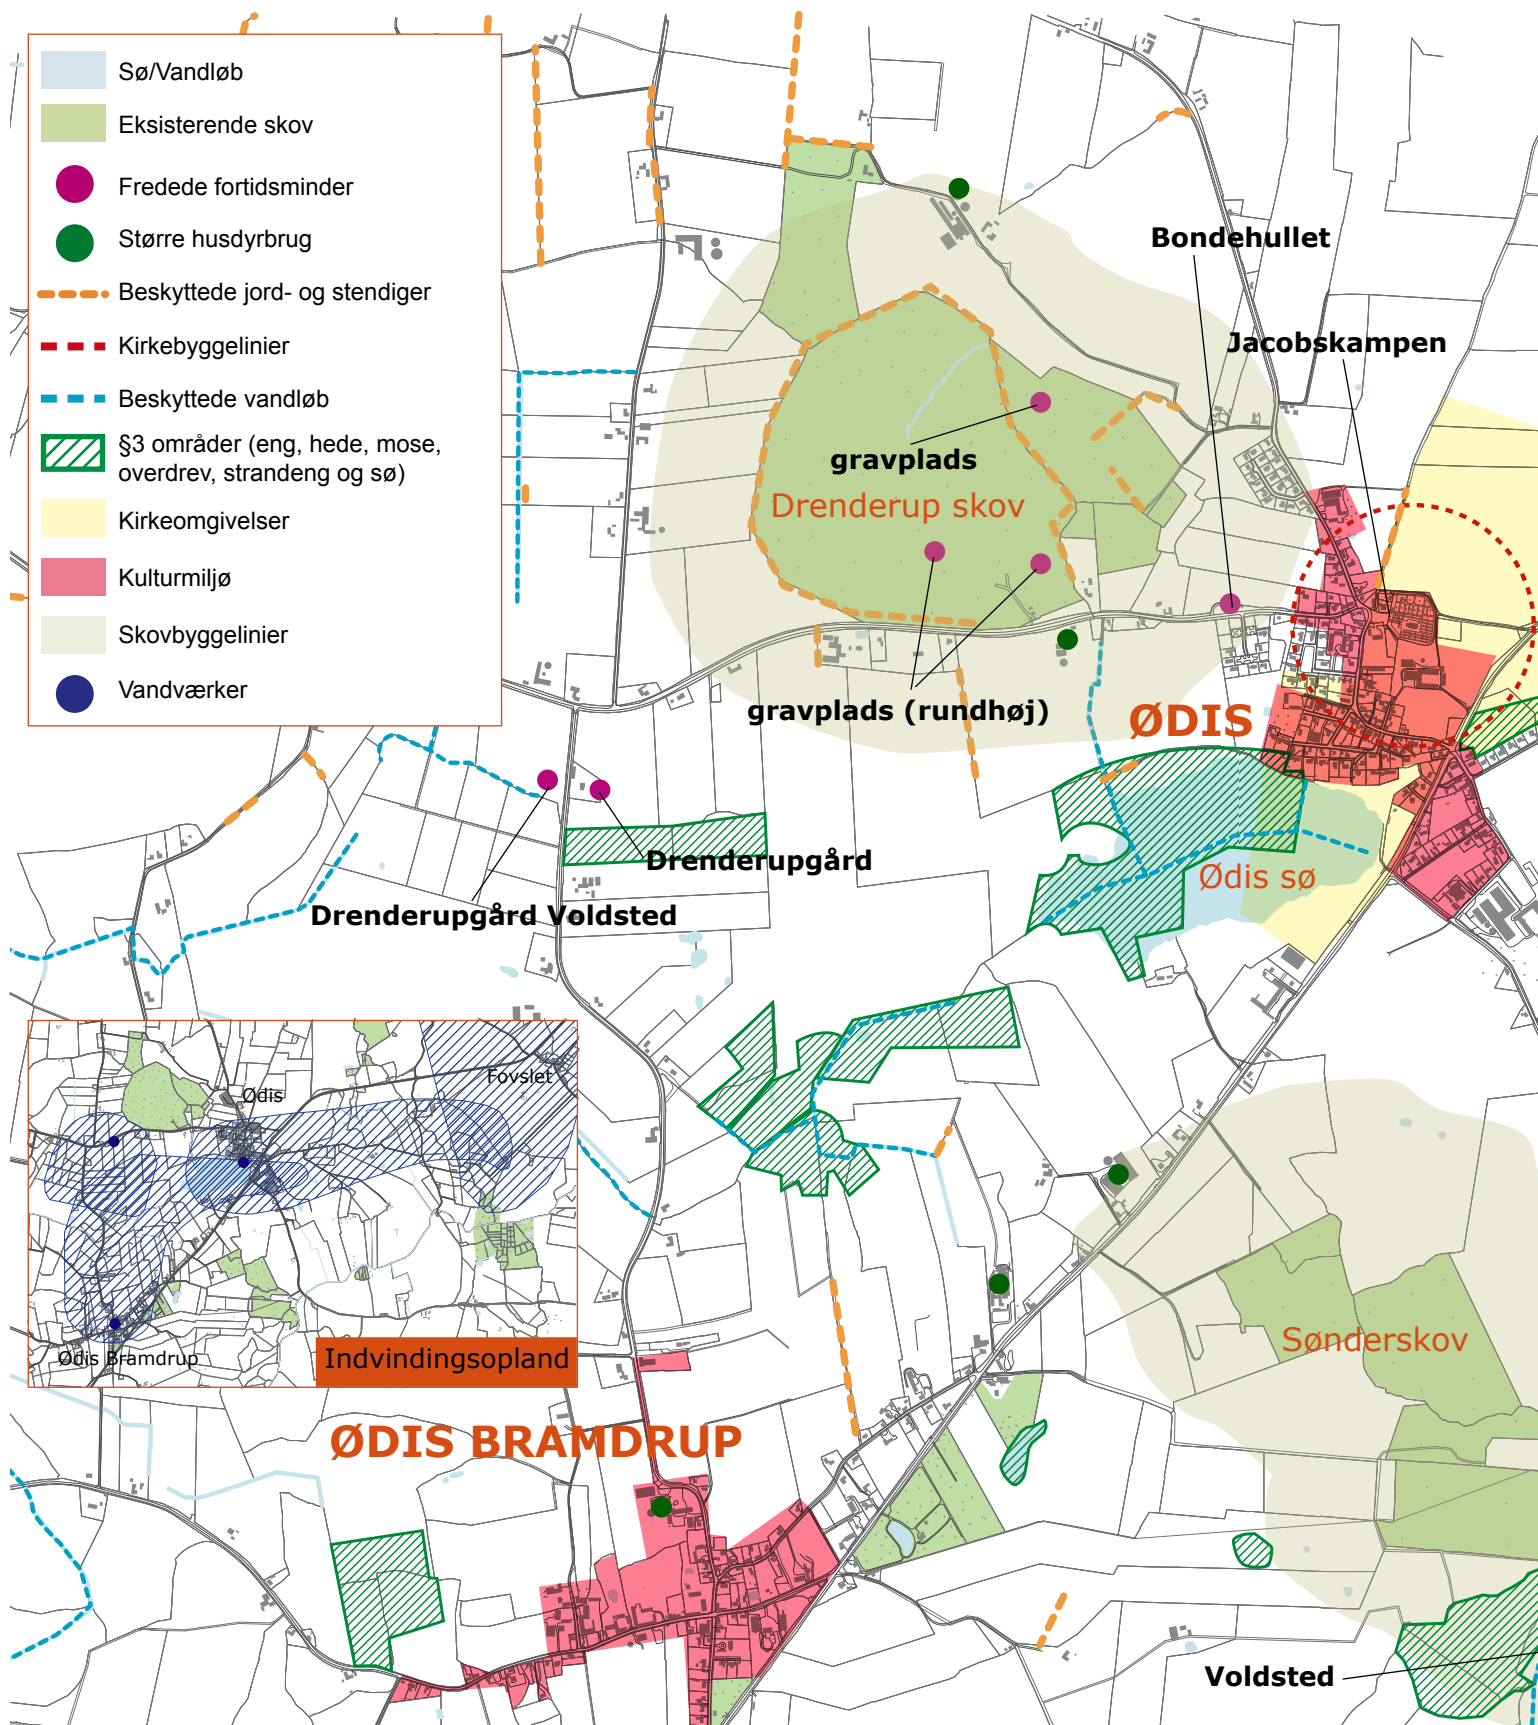 Sø/Vandløb
Eksisterende skov
Fredede fortidsminder
Større husdyrbrug
Beskyttede jord- og stendiger
Kirkebyggelinier
Beskyttede vandløb
§3 områder (eng, hede, mose,
overdrev, strandeng og sø)
Kirkeomgivelser
Kulturmiljø
Skovbyggelinier
Vandværker
Bondehullet
Jacobskampen
gravplads
Drenderup skov
gravplads (rundhøj)
ØDIS
Drenderupgård
Ødis sø
Drenderupgård Voldsted
Fovslet
Ødis
Ødis Bramdrup
Indvindingsopland
Sønderskov
ØDIS BRAMDRUP
Voldsted